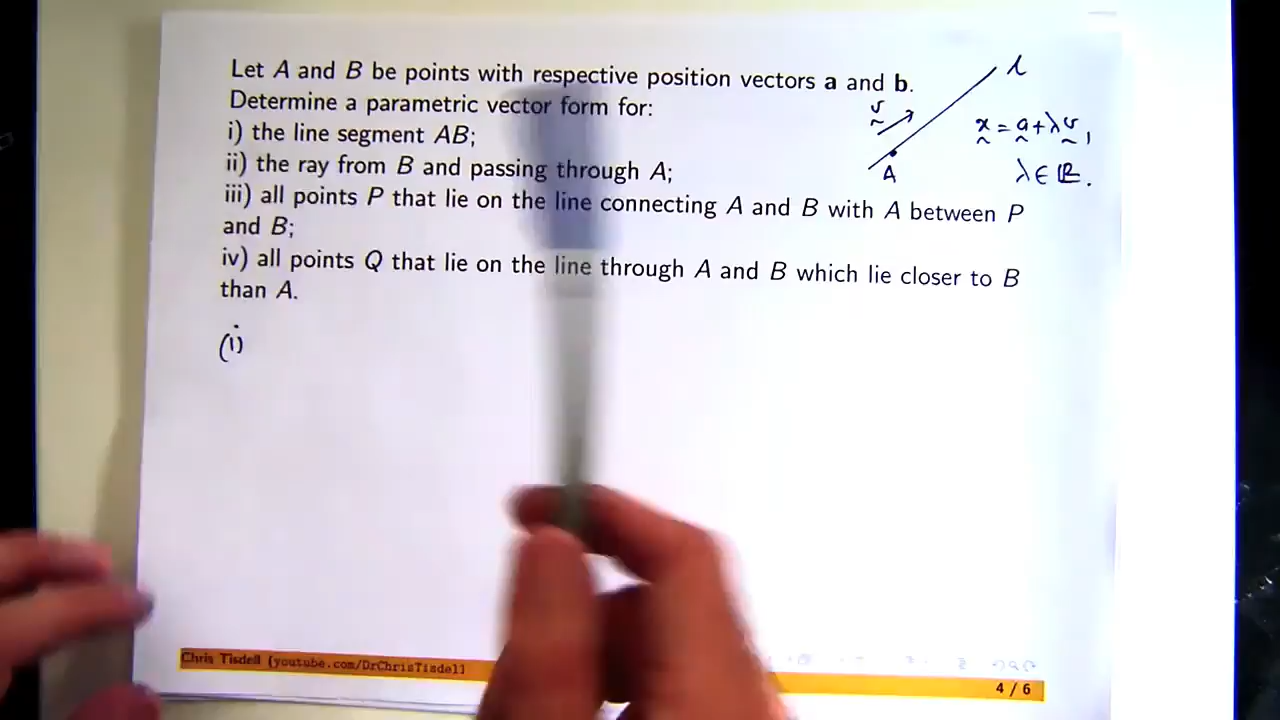 Let A and B be points with respective position vectors a and b.
Determine a parametric vector form for:
i) the line segment AB;
ii) the ray from B and passing through A;
iii) all points P that lie on the line connecting A and B with A between P
and B;
iv) all points Q that lie on the line through A and B which lie closer to B
than A.
l
v
A
x = a + λv,
λ ∈ ℝ.
(i)
Chris Tisdell (youtube.com/DrChrisTisdell
4 / 6